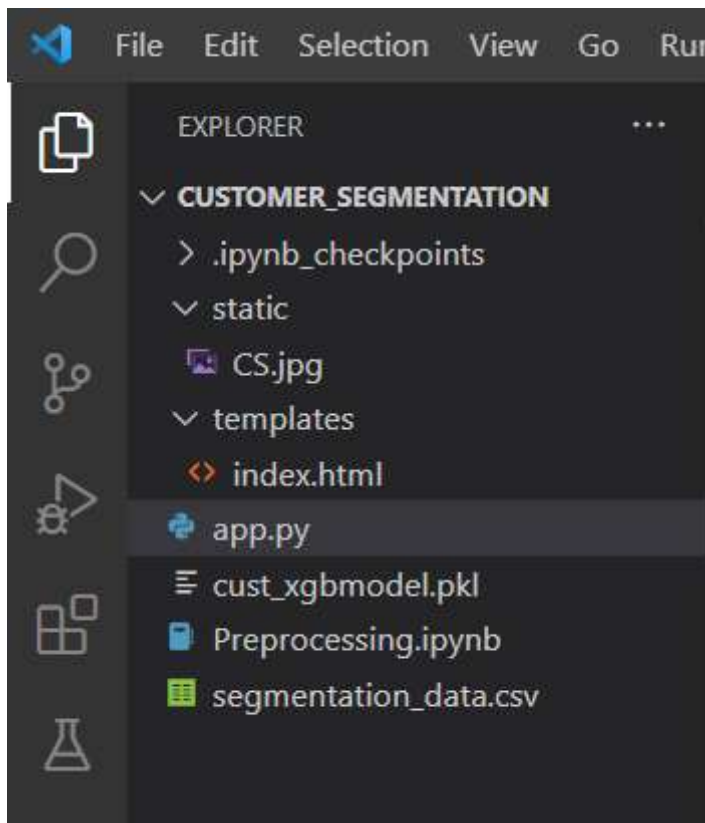 File Edit Selection View Go Run
EXPLORER ...
CUSTOMER_SEGMENTATION
.ipynb_checkpoints
static
CS.jpg
templates
index.html
app.py
cust_xgbmodel.pkl
Preprocessing.ipynb
segmentation_data.csv